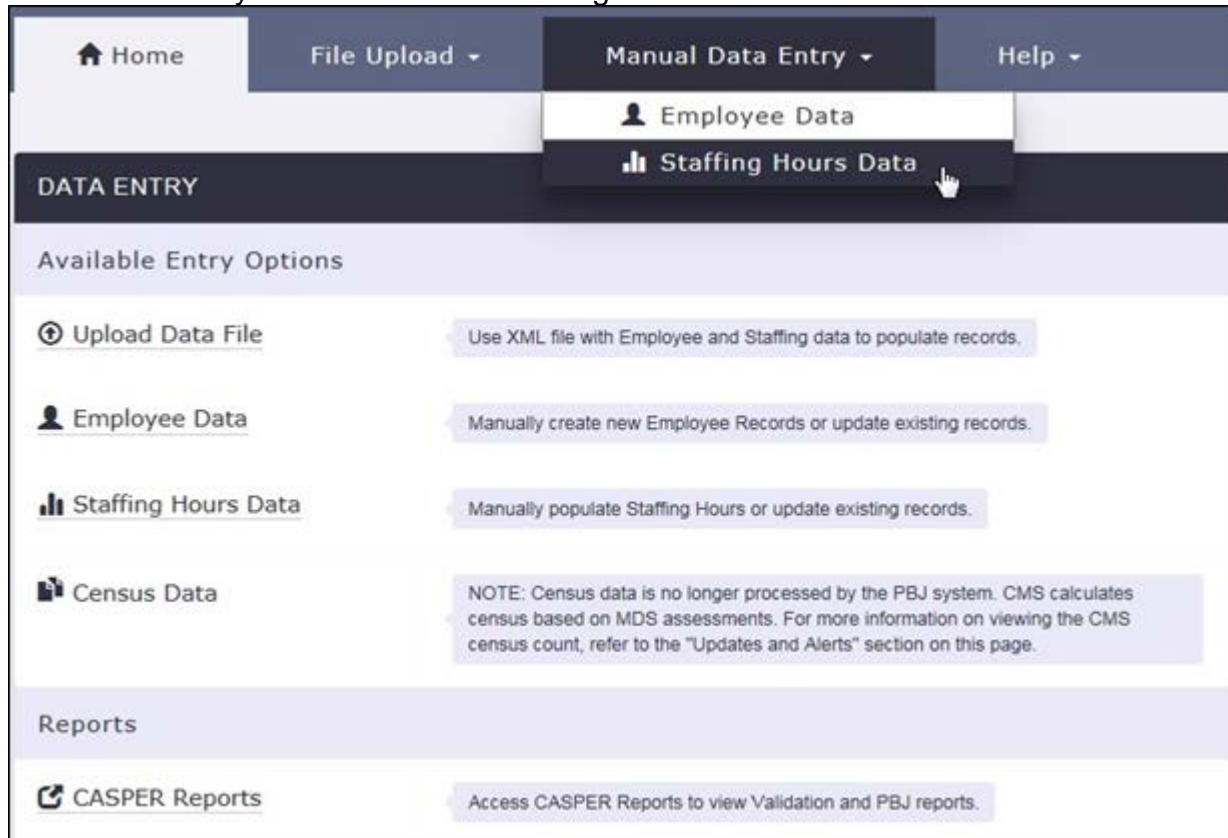 Home File Upload Manual Data Entry Help
Employee Data
Staffing Hours Data
DATA ENTRY
Available Entry Options
Upload Data File Use XML file with Employee and Staffing data to populate records.
Employee Data Manually create new Employee Records or update existing records.
Staffing Hours Data Manually populate Staffing Hours or update existing records.
Census Data NOTE: Census data is no longer processed by the PBJ system. CMS calculates
census based on MDS assessments. For more information on viewing the CMS
census count, refer to the "Updates and Alerts" section on this page.
Reports
CASPER Reports Access CASPER Reports to view Validation and PBJ reports.